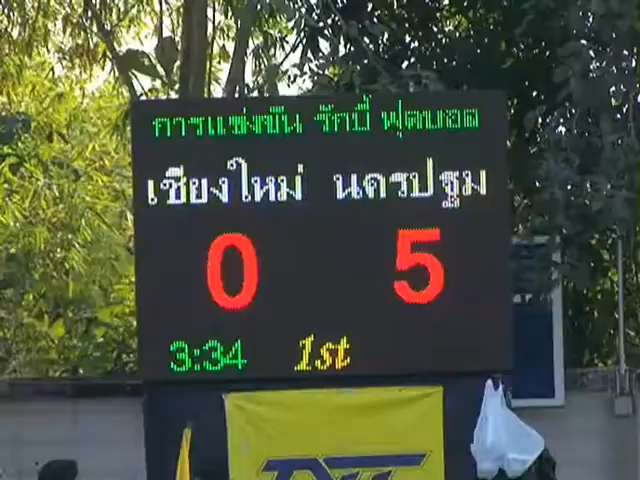 การแข่งขัน รักบี้ ฟุตบอล
เชียงใหม่ นครปฐม
0 5
3:34 1st